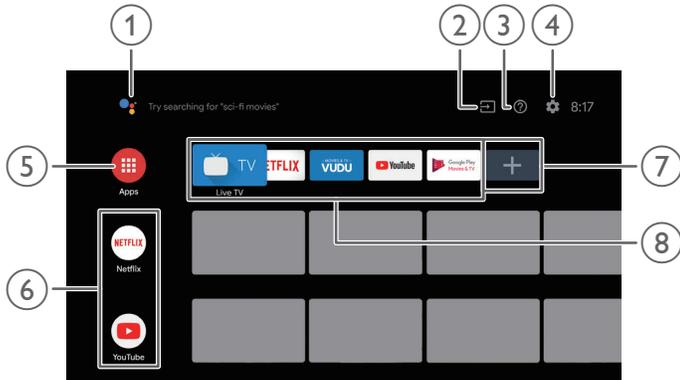 1
2
3
4
Try searching for "sci-fi movies"
8:17
5
Apps
TV
ETFLIX
MOVIES & TV
VUDU
YouTube
Google Play
Movies & TV
+
7
Live TV
8
6
NETFLIX
Netflix
YouTube